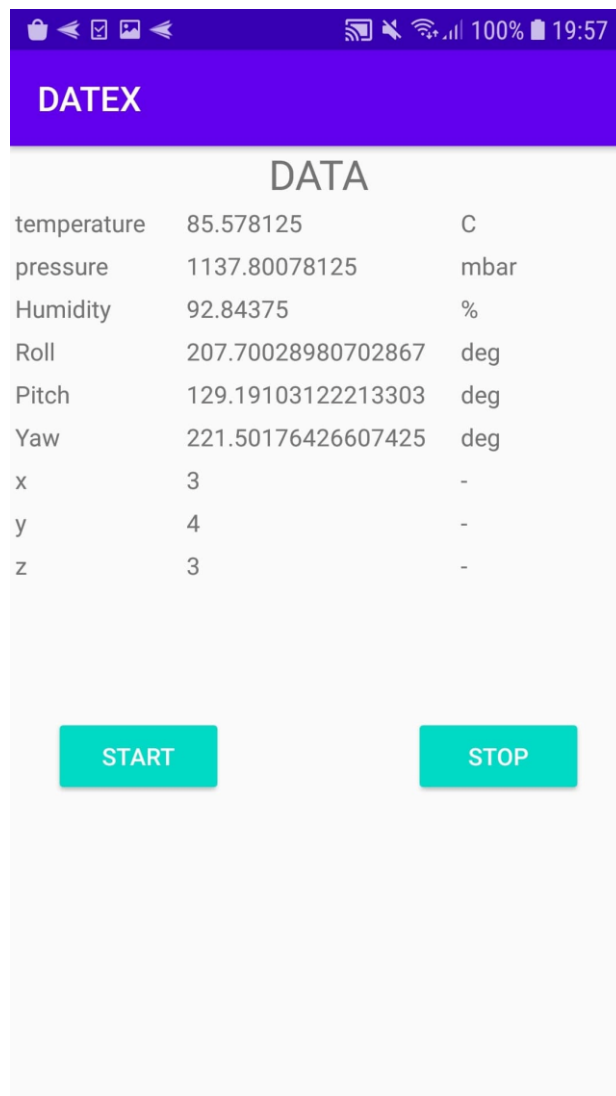 100% 19:57
DATEX
DATA
temperature 85.578125 C
pressure 1137.80078125 mbar
Humidity 92.84375 %
Roll 207.70028980702867 deg
Pitch 129.19103122213303 deg
Yaw 221.50176426607425 deg
x 3 -
y 4 -
z 3 -
START STOP